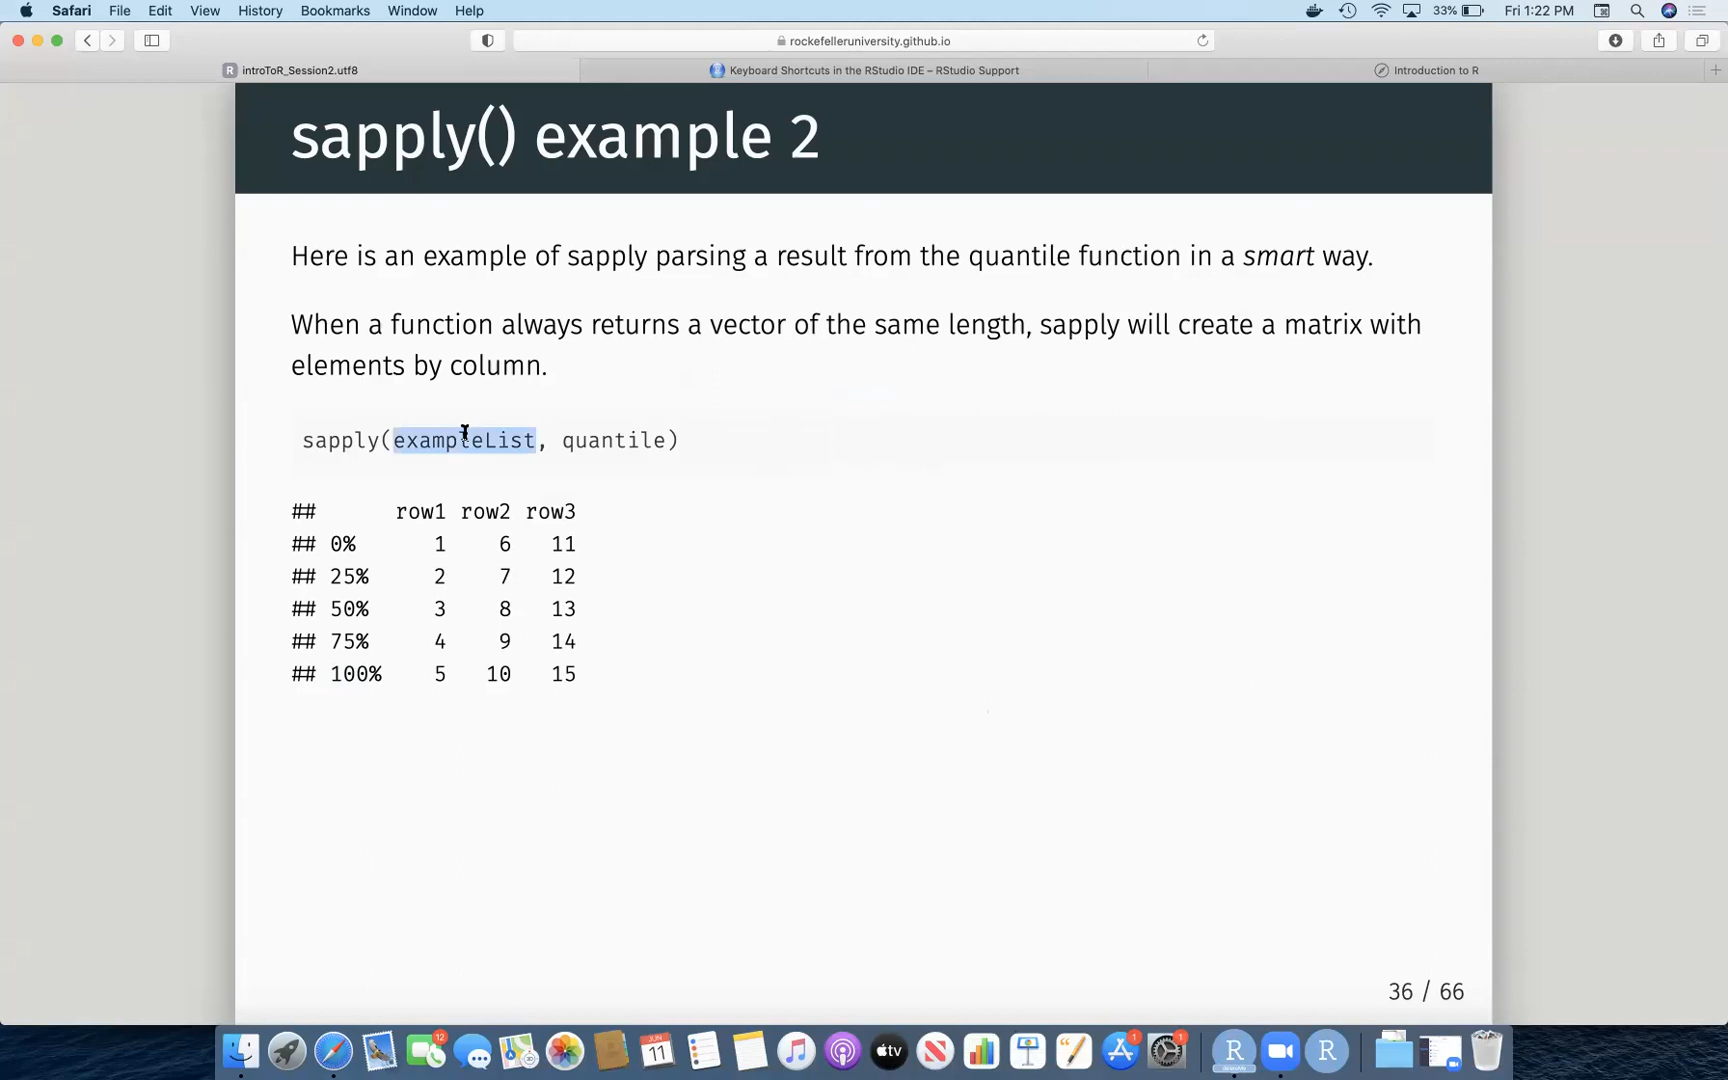 Safari File Edit View History Bookmarks Window Help 33% Fri 1:22 PM
rockefelleruniversity.github.io
introToR_Session2.utf8 Keyboard Shortcuts in the RStudio IDE – RStudio Support Introduction to R
sapply() example 2
Here is an example of sapply parsing a result from the quantile function in a smart way.
When a function always returns a vector of the same length, sapply will create a matrix with
elements by column.
sapply(exampleList, quantile)
## row1 row2 row3
## 0% 1 6 11
## 25% 2 7 12
## 50% 3 8 13
## 75% 4 9 14
## 100% 5 10 15
36 / 66